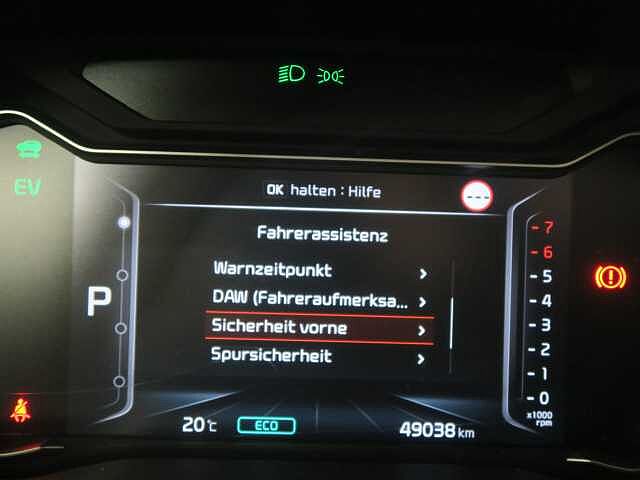 EV
OK halten : Hilfe
---
Fahrerassistenz
Warnzeitpunkt
DAW (Fahreraufmerksa...
Sicherheit vorne
Spursicherheit
P
7
6
5
4
3
2
1
0
x1000
rpm
20°C
ECO
49038 km